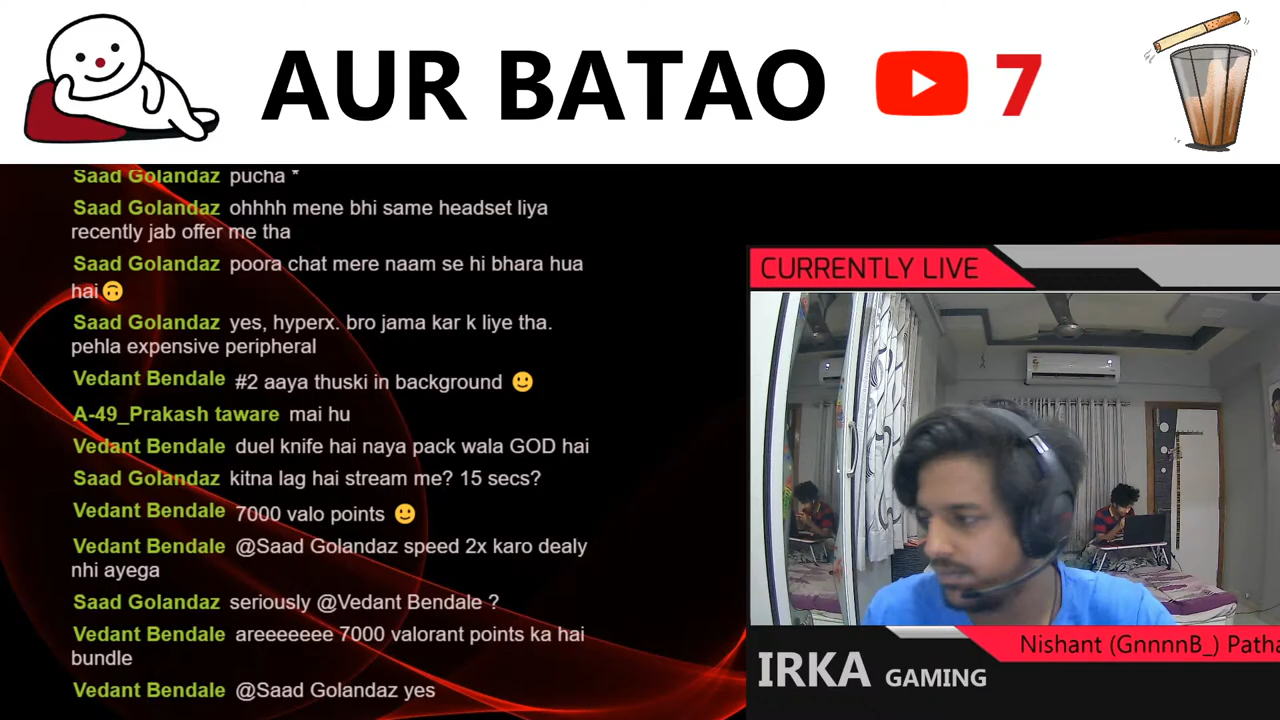 AUR BATAO
7
Saad Golandaz pucha *
Saad Golandaz ohhhh mene bhi same headset liya
recently jab offer me tha
Saad Golandaz poora chat mere naam se hi bhara hua
hai🙃
Saad Golandaz yes, hyperx. bro jama kar k liye tha.
pehla expensive peripheral
Vedant Bendale #2 aaya thuski in background 🙂
A-49_Prakash taware mai hu
Vedant Bendale duel knife hai naya pack wala GOD hai
Saad Golandaz kitna lag hai stream me? 15 secs?
Vedant Bendale 7000 valo points 🙂
Vedant Bendale @Saad Golandaz speed 2x karo dealy
nhi ayega
Saad Golandaz seriously @Vedant Bendale ?
Vedant Bendale areeeeeee 7000 valorant points ka hai
bundle
Vedant Bendale @Saad Golandaz yes
CURRENTLY LIVE
Nishant (GnnnnB_) Patha
IRKA GAMING